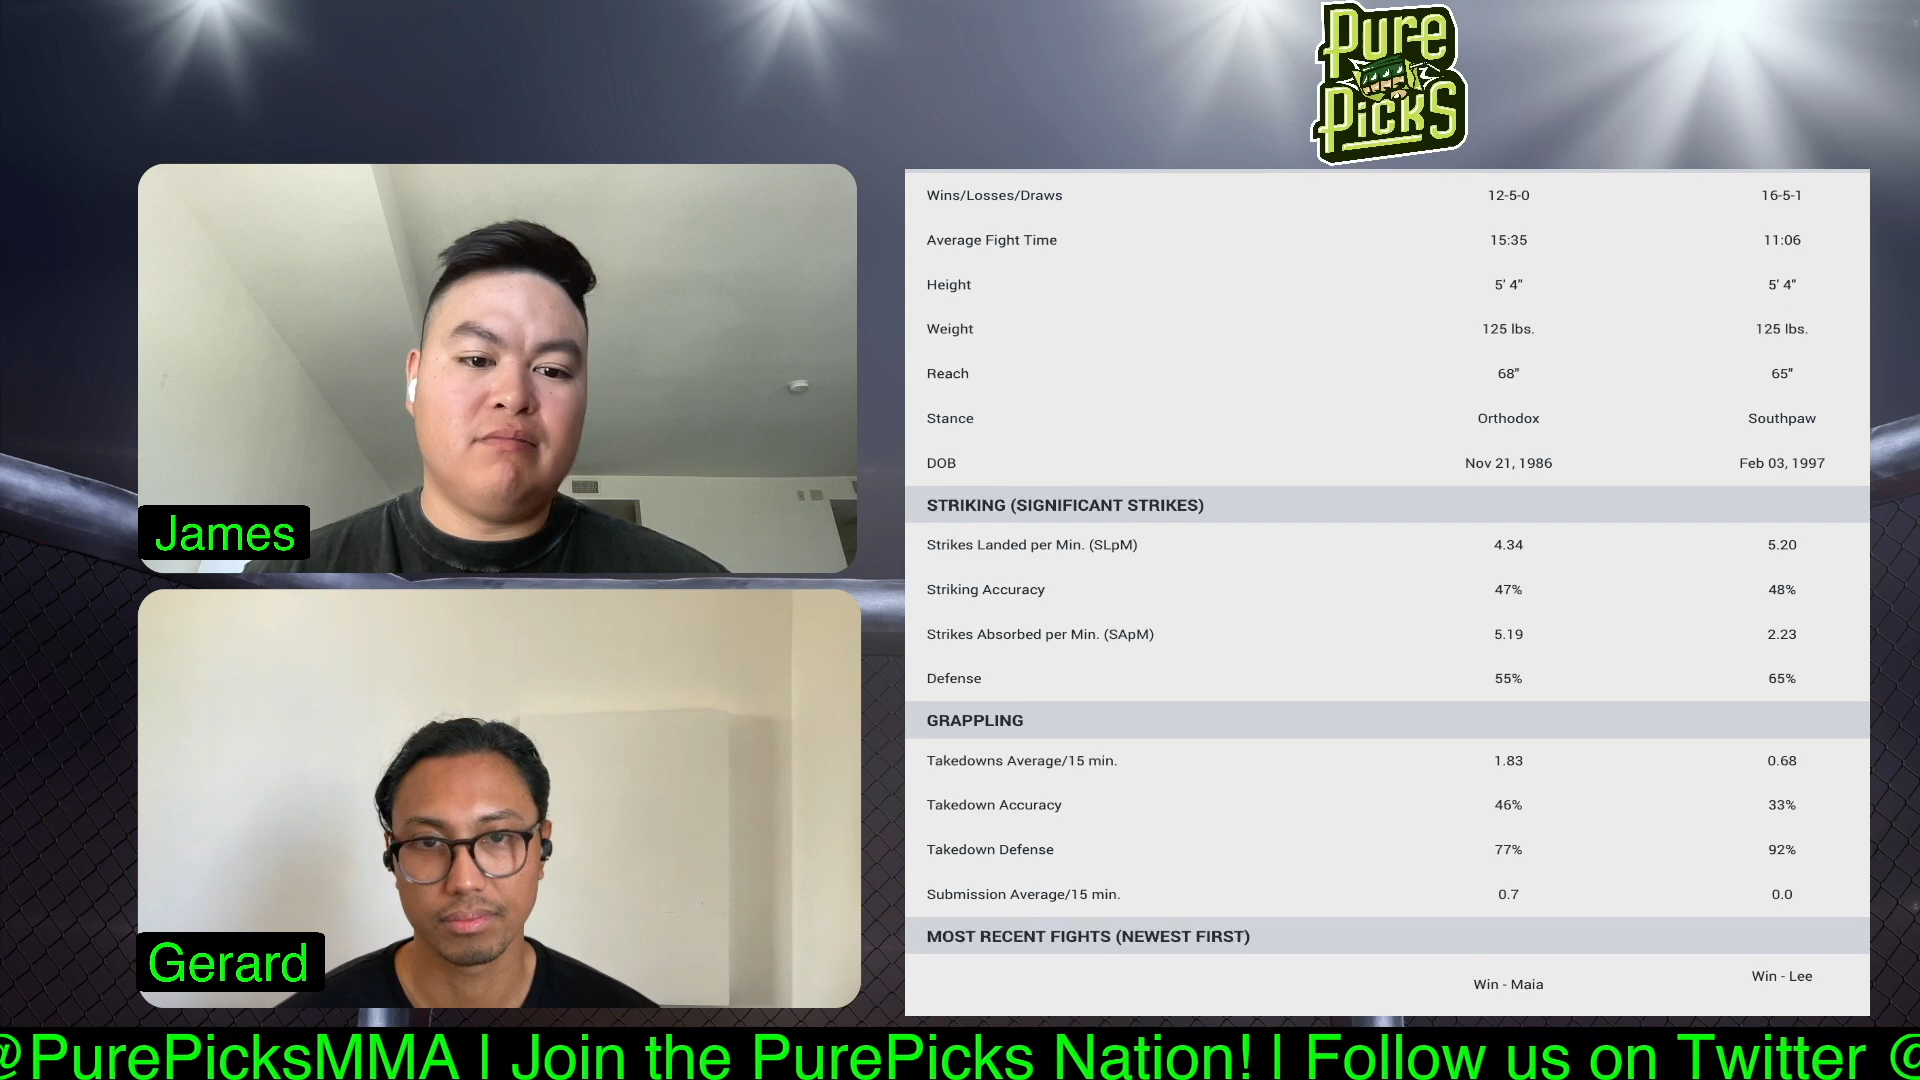 Pure
Picks
James
Gerard
Wins/Losses/Draws 12-5-0 16-5-1
Average Fight Time 15:35 11:06
Height 5' 4" 5' 4"
Weight 125 lbs. 125 lbs.
Reach 68" 65"
Stance Orthodox Southpaw
DOB Nov 21, 1986 Feb 03, 1997
STRIKING (SIGNIFICANT STRIKES)
Strikes Landed per Min. (SLpM) 4.34 5.20
Striking Accuracy 47% 48%
Strikes Absorbed per Min. (SApM) 5.19 2.23
Defense 55% 65%
GRAPPLING
Takedowns Average/15 min. 1.83 0.68
Takedown Accuracy 46% 33%
Takedown Defense 77% 92%
Submission Average/15 min. 0.7 0.0
MOST RECENT FIGHTS (NEWEST FIRST)
Win - Maia Win - Lee
@PurePicksMMA | Join the PurePicks Nation! | Follow us on Twitter @